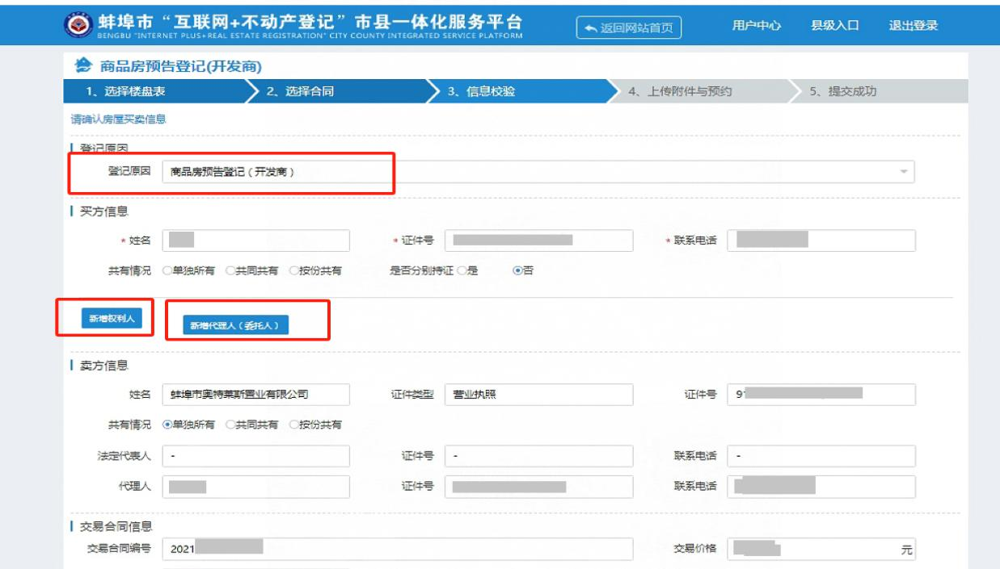 蚌埠市“互联网+不动产登记”市县一体化服务平台
BENGBU "INTERNET PLUS+REAL ESTATE REGISTRATION" CITY COUNTY INTEGRATED SERVICE PLATFORM
返回网站首页 用户中心 县级入口 退出登录
商品房预告登记(开发商)
1、选择楼盘表 2、选择合同 3、信息校验 4、上传附件与预约 5、提交成功
请确认房屋买卖信息
登记原因
登记原因 商品房预告登记（开发商）
买方信息
* 姓名 * 证件号 * 联系电话
共有情况 单独所有 共同共有 按份共有 是否分别持证 是 否
新增权利人 新增代理人（委托人）
卖方信息
姓名 蚌埠市奥特莱斯置业有限公司 证件类型 营业执照 证件号 91
共有情况 单独所有 共同共有 按份共有
法定代表人 - 证件号 - 联系电话 -
代理人 证件号 联系电话
交易合同信息
交易合同编号 2021 交易价格 元